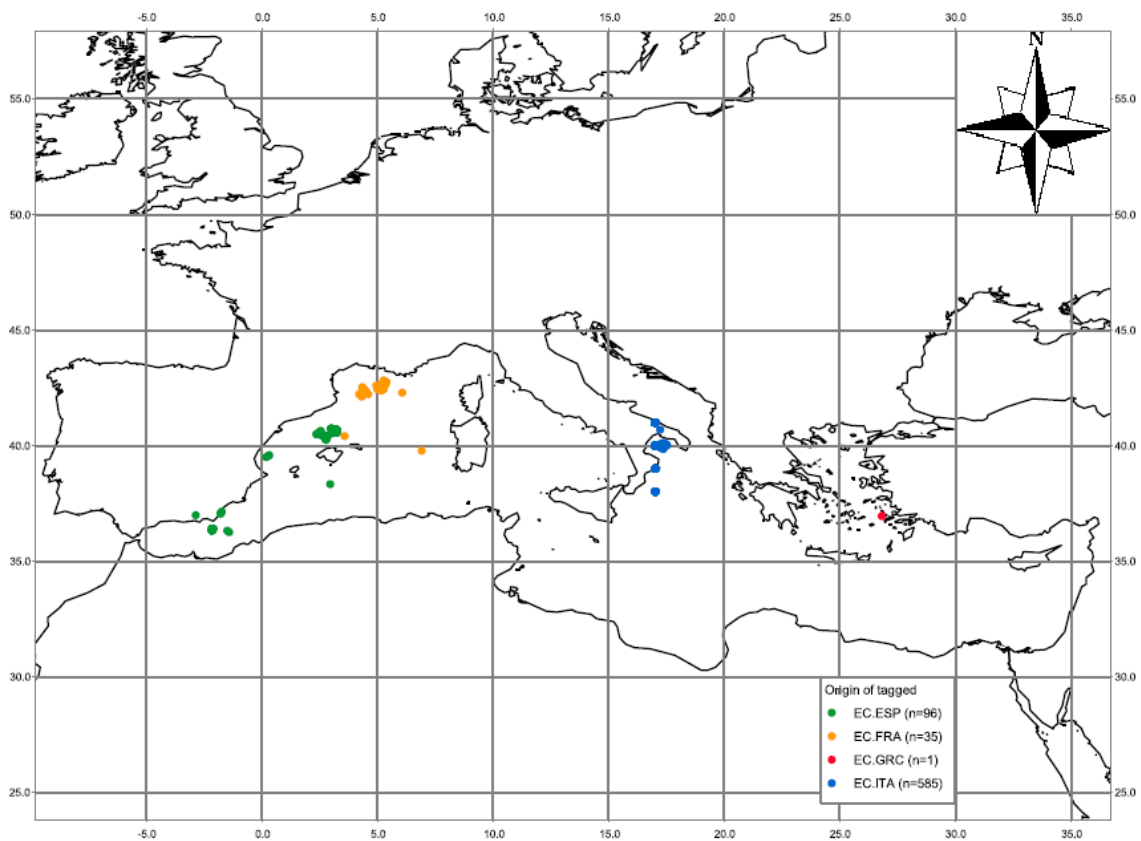 -5.0 0.0 5.0 10.0 15.0 20.0 25.0 30.0 35.0
N
55.0 55.0
50.0 50.0
45.0 45.0
40.0 40.0
35.0 35.0
30.0 30.0
Origin of tagged
EC.ESP (n=96)
EC.FRA (n=35)
EC.GRC (n=1)
EC.ITA (n=585)
25.0 25.0
-5.0 0.0 5.0 10.0 15.0 20.0 25.0 30.0 35.0